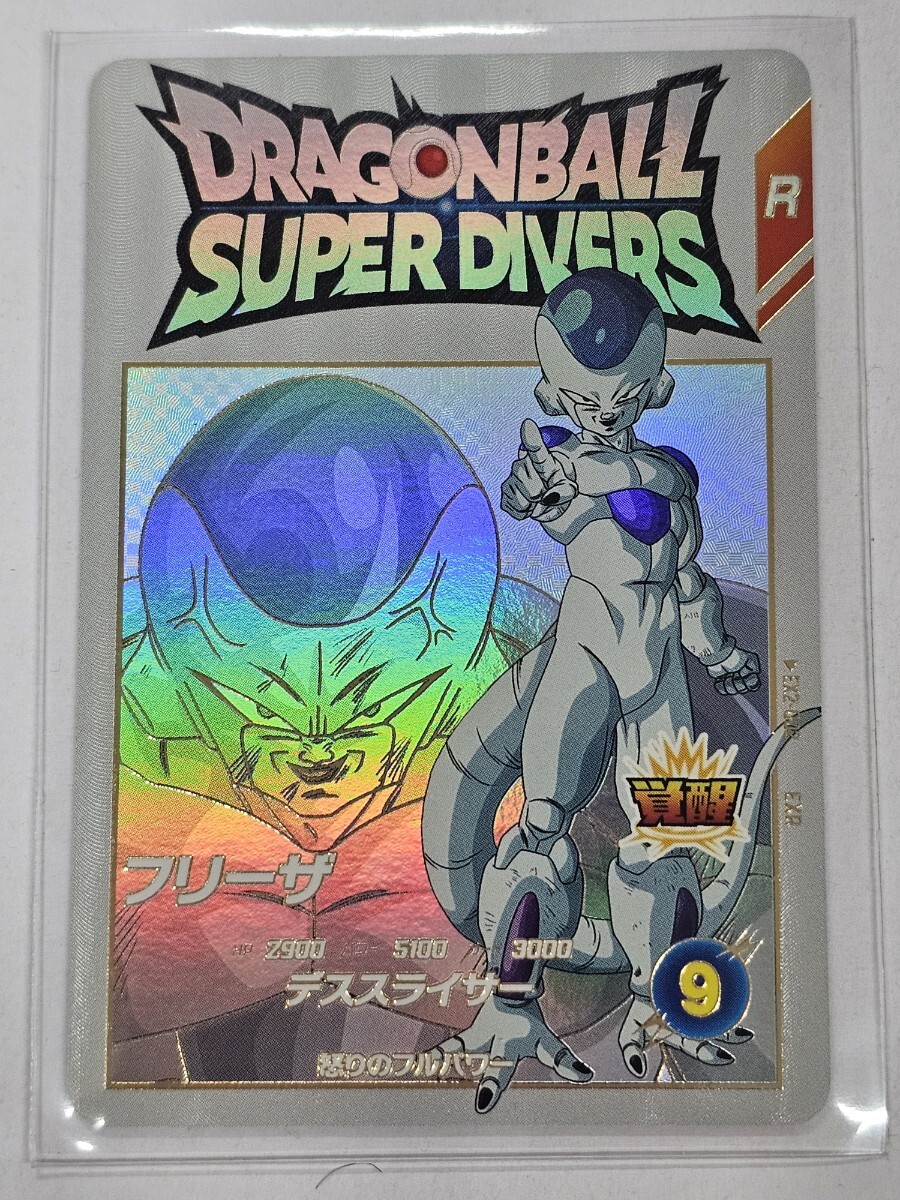 DRAGONBALL
SUPER DIVERS
R
EXR
覚醒
フリーザ
2900 5100 3000
デススライサー
9
怒りのフルパワー